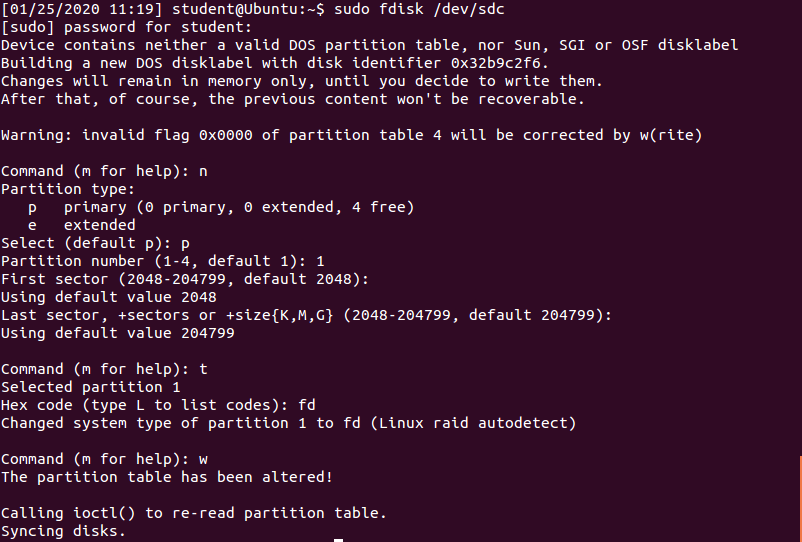 [01/25/2020 11:19] student@Ubuntu:~$ sudo fdisk /dev/sdc
[sudo] password for student:
Device contains neither a valid DOS partition table, nor Sun, SGI or OSF disklabel
Building a new DOS disklabel with disk identifier 0x32b9c2f6.
Changes will remain in memory only, until you decide to write them.
After that, of course, the previous content won't be recoverable.

Warning: invalid flag 0x0000 of partition table 4 will be corrected by w(rite)

Command (m for help): n
Partition type:
   p   primary (0 primary, 0 extended, 4 free)
   e   extended
Select (default p): p
Partition number (1-4, default 1): 1
First sector (2048-204799, default 2048):
Using default value 2048
Last sector, +sectors or +size{K,M,G} (2048-204799, default 204799):
Using default value 204799

Command (m for help): t
Selected partition 1
Hex code (type L to list codes): fd
Changed system type of partition 1 to fd (Linux raid autodetect)

Command (m for help): w
The partition table has been altered!

Calling ioctl() to re-read partition table.
Syncing disks.